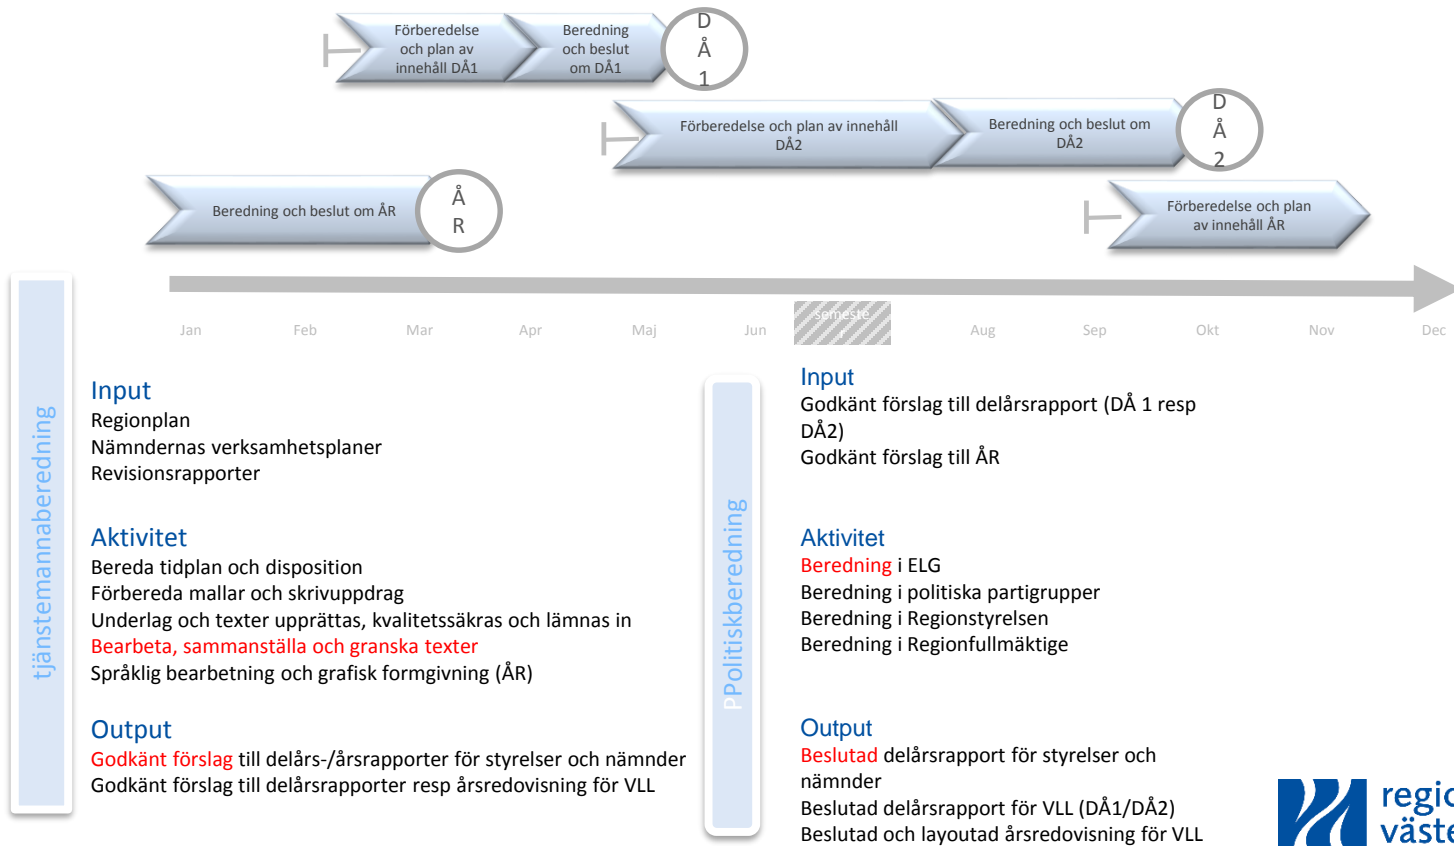 Förberedelse
och plan av
innehåll DÅ1
Beredning
och beslut
om DÅ1
D
Å
1
Förberedelse och plan av innehåll
DÅ2
Beredning och beslut om
DÅ2
D
Å
2
Beredning och beslut om ÅR
Å
R
Förberedelse och plan
av innehåll ÅR
Jan
Feb
Mar
Apr
Maj
Jun
semeste
r
Aug
Sep
Okt
Nov
Dec
tjänstemannaberedning
Input
Regionplan
Nämndernas verksamhetsplaner
Revisionsrapporter
Aktivitet
Bereda tidplan och disposition
Förbereda mallar och skrivuppdrag
Underlag och texter upprättas, kvalitetssäkras och lämnas in
Bearbeta, sammanställa och granska texter
Språklig bearbetning och grafisk formgivning (ÅR)
Output
Godkänt förslag till delårs-/årsrapporter för styrelser och nämnder
Godkänt förslag till delårsrapporter resp årsredovisning för VLL
PPolitiskberedning
Input
Godkänt förslag till delårsrapport (DÅ 1 resp
DÅ2)
Godkänt förslag till ÅR
Aktivitet
Beredning i ELG
Beredning i politiska partigrupper
Beredning i Regionstyrelsen
Beredning i Regionfullmäktige
Output
Beslutad delårsrapport för styrelser och
nämnder
Beslutad delårsrapport för VLL (DÅ1/DÅ2)
Beslutad och layoutad årsredovisning för VLL